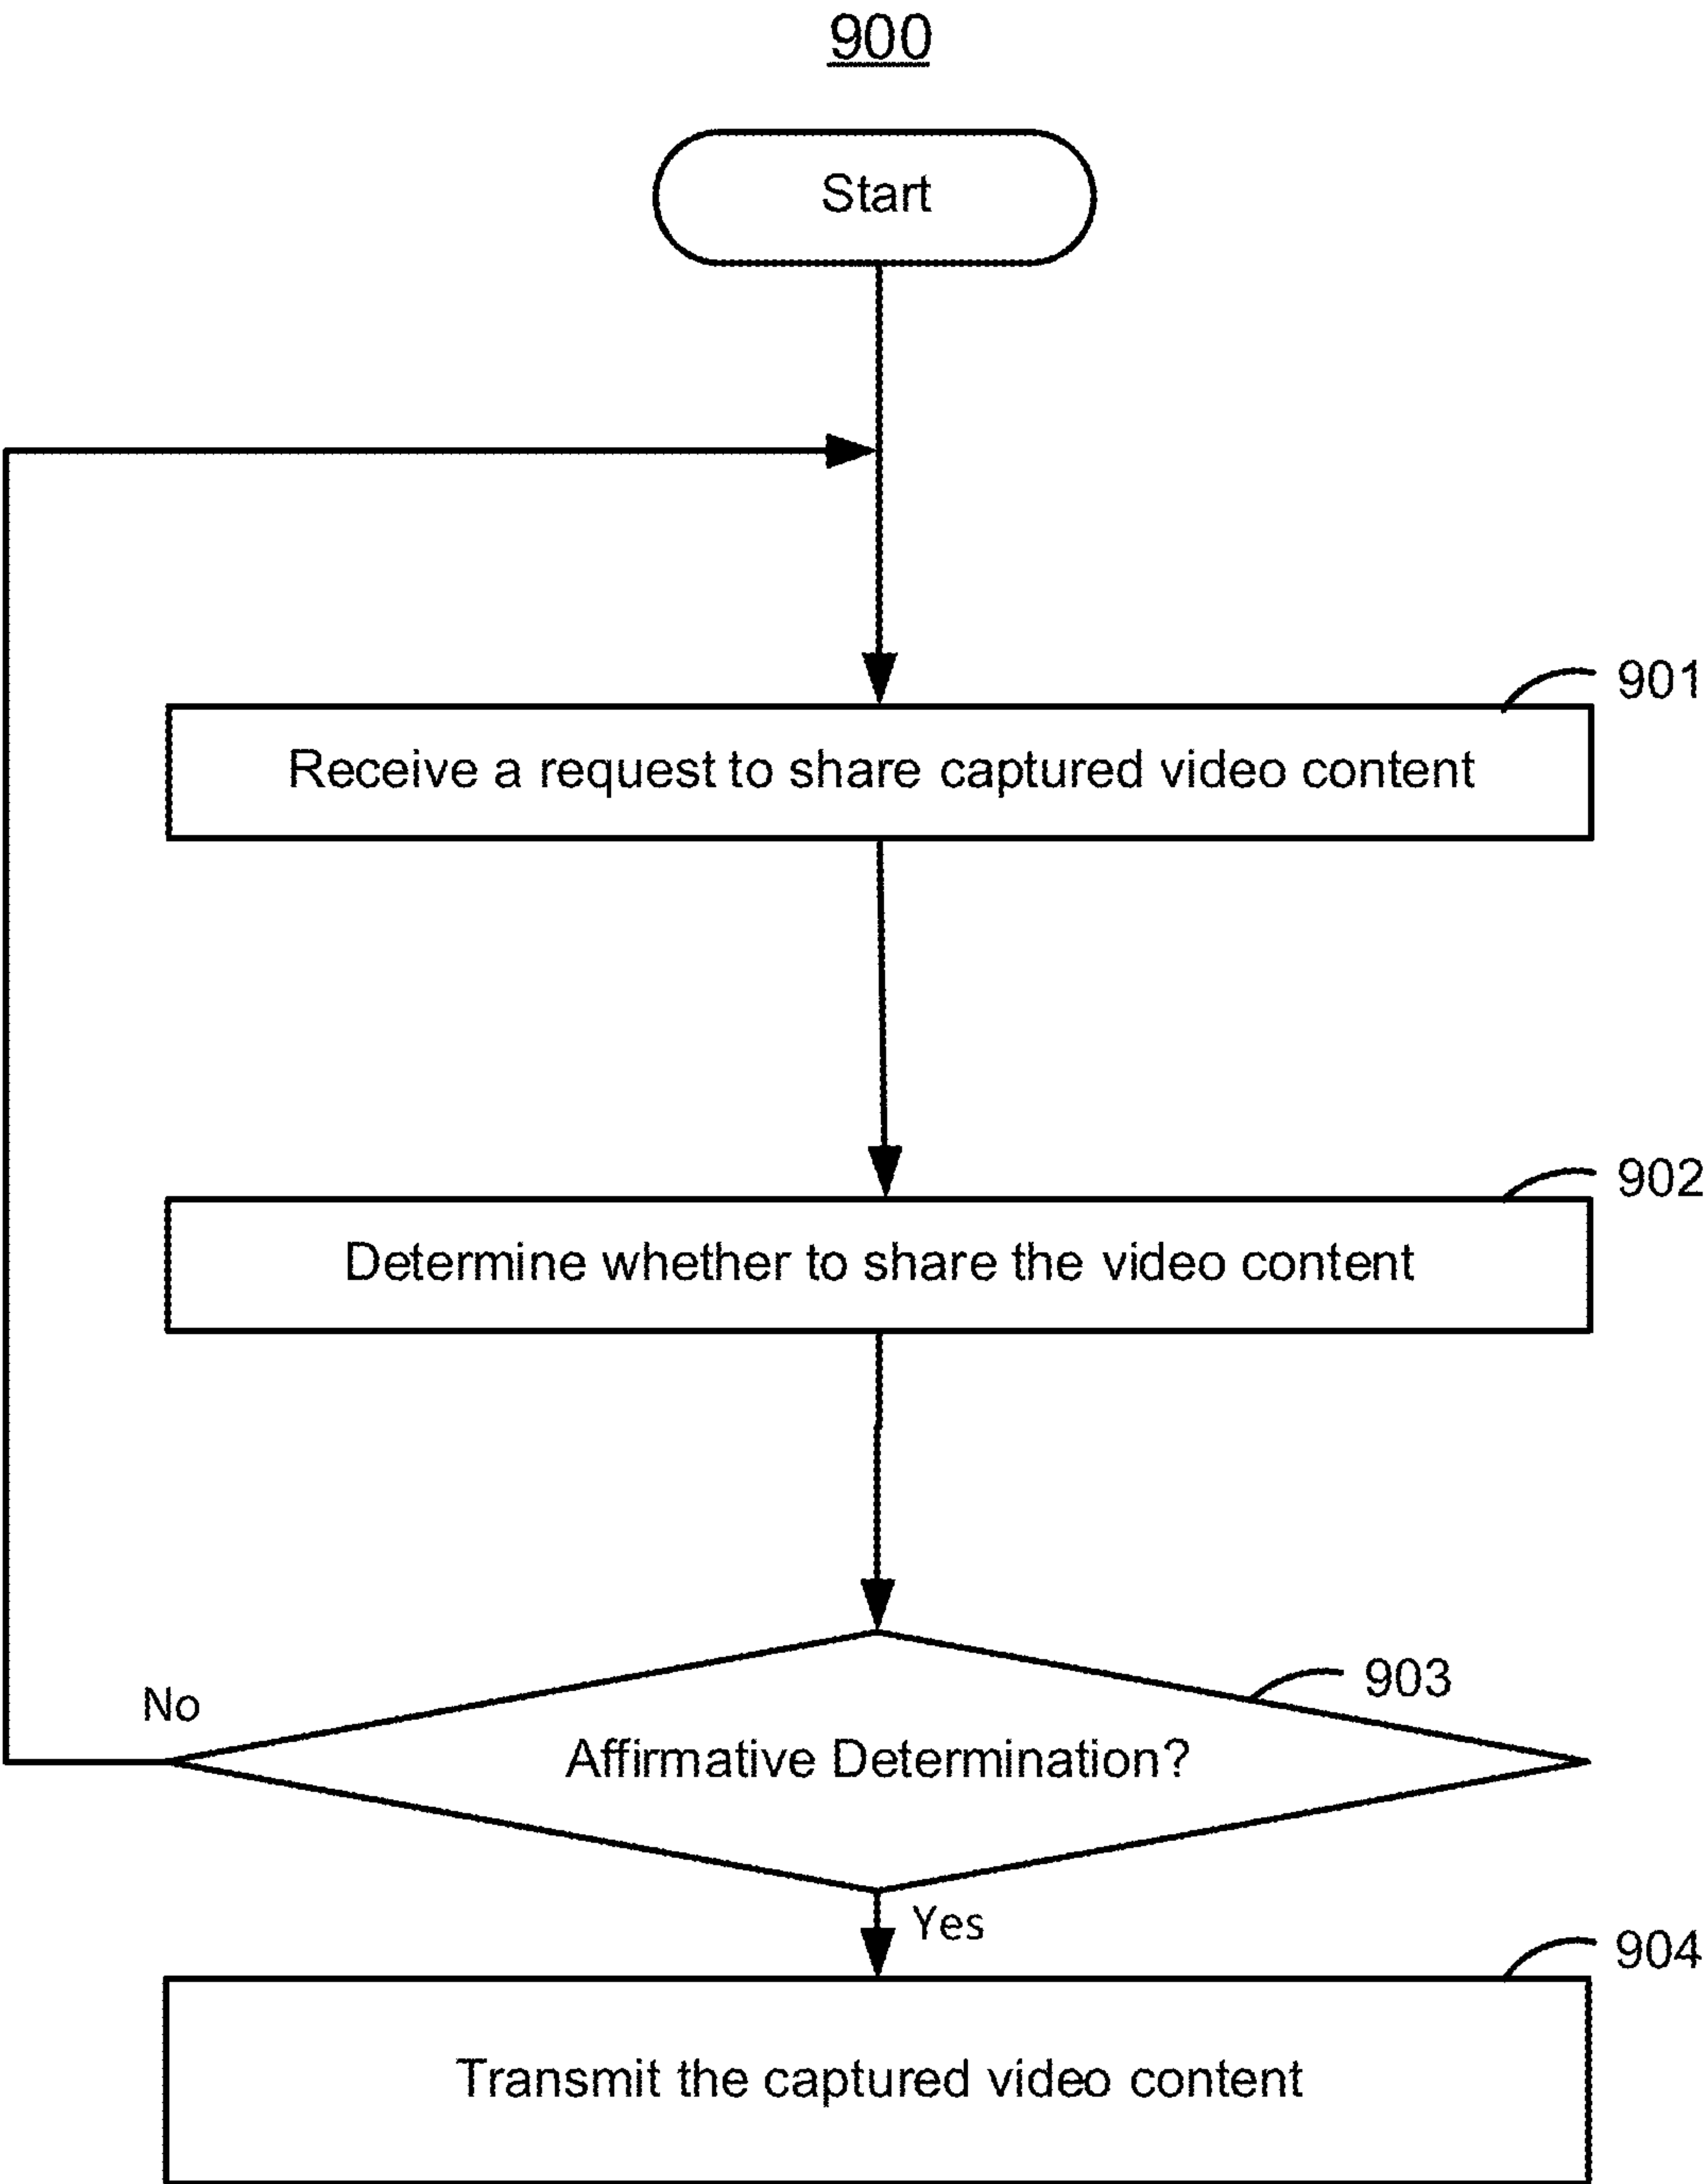 900
Start
901
Receive a request to share captured video content
902
Determine whether to share the video content
903
No
Affirmative Determination?
Yes
904
Transmit the captured video content